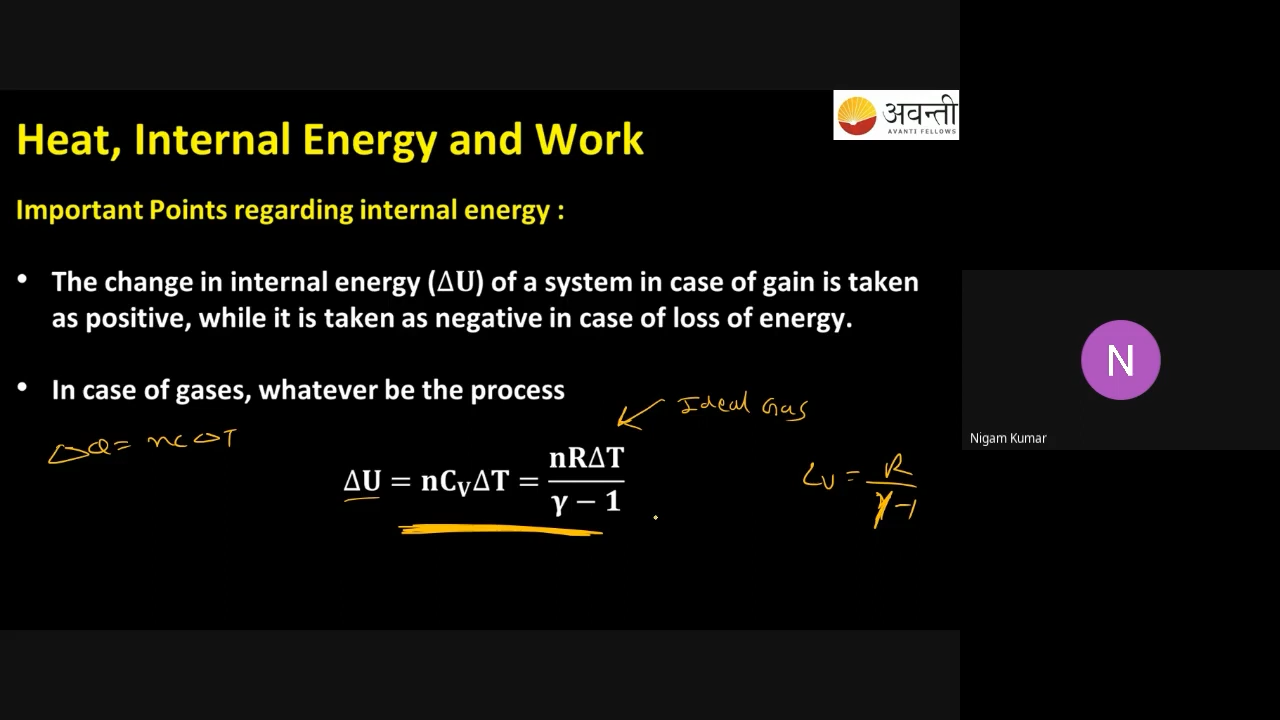 अवन्ती
AVANTI FELLOWS
Heat, Internal Energy and Work
Important Points regarding internal energy :
• The change in internal energy (ΔU) of a system in case of gain is taken
as positive, while it is taken as negative in case of loss of energy.
• In case of gases, whatever be the process
Ideal Gas
ΔQ = nCΔT
ΔU = nC_VΔT = nRΔT / γ − 1
C_V = R / γ-1
N
Nigam Kumar